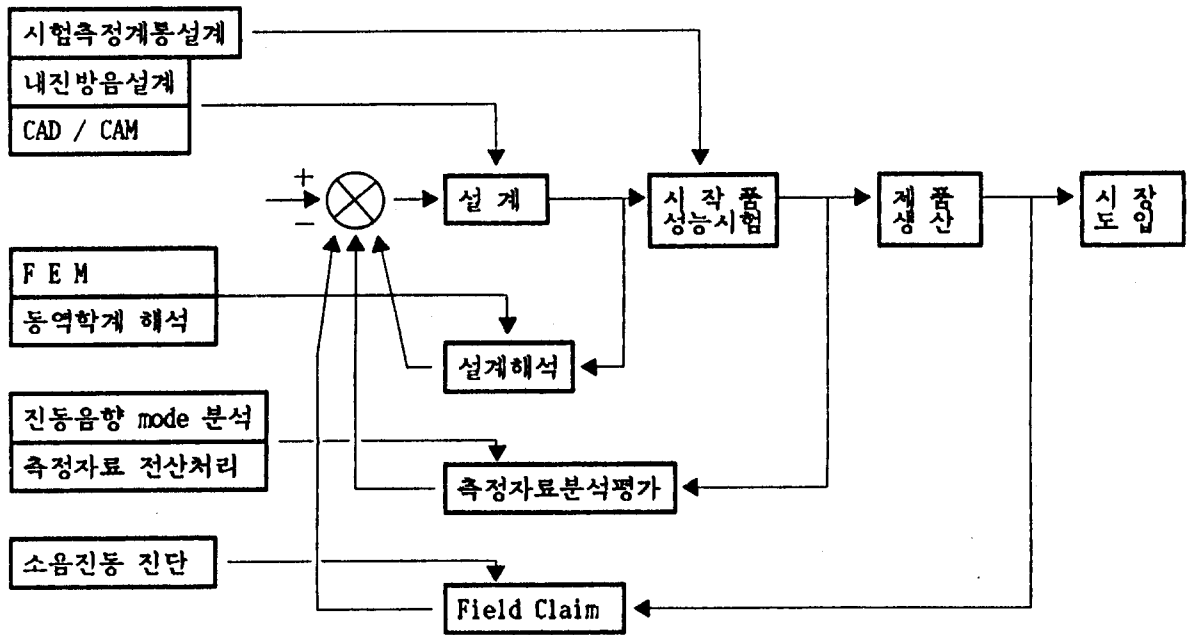 시험측정계통설계
내진방음설계
CAD / CAM
+
−
설 계
시 작 품
성능시험
제 품
생 산
시 장
도 입
F E M
동역학계 해석
설계해석
진동음향 mode 분석
측정자료 전산처리
측정자료분석평가
소음진동 진단
Field Claim